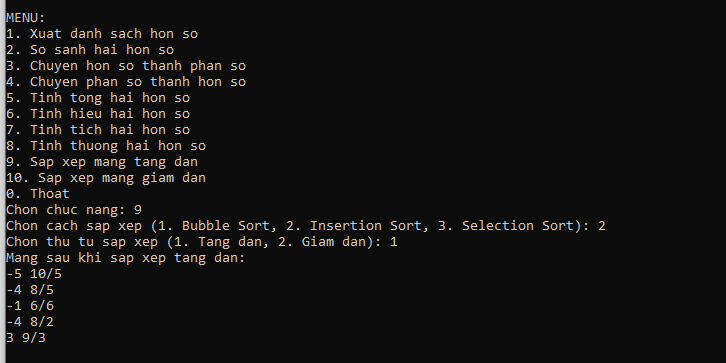 MENU:
1. Xuat danh sach hon so
2. So sanh hai hon so
3. Chuyen hon so thanh phan so
4. Chuyen phan so thanh hon so
5. Tinh tong hai hon so
6. Tinh hieu hai hon so
7. Tinh tich hai hon so
8. Tinh thuong hai hon so
9. Sap xep mang tang dan
10. Sap xep mang giam dan
0. Thoat
Chon chuc nang: 9
Chon cach sap xep (1. Bubble Sort, 2. Insertion Sort, 3. Selection Sort): 2
Chon thu tu sap xep (1. Tang dan, 2. Giam dan): 1
Mang sau khi sap xep tang dan:
-5 10/5
-4 8/5
-1 6/6
-4 8/2
3 9/3